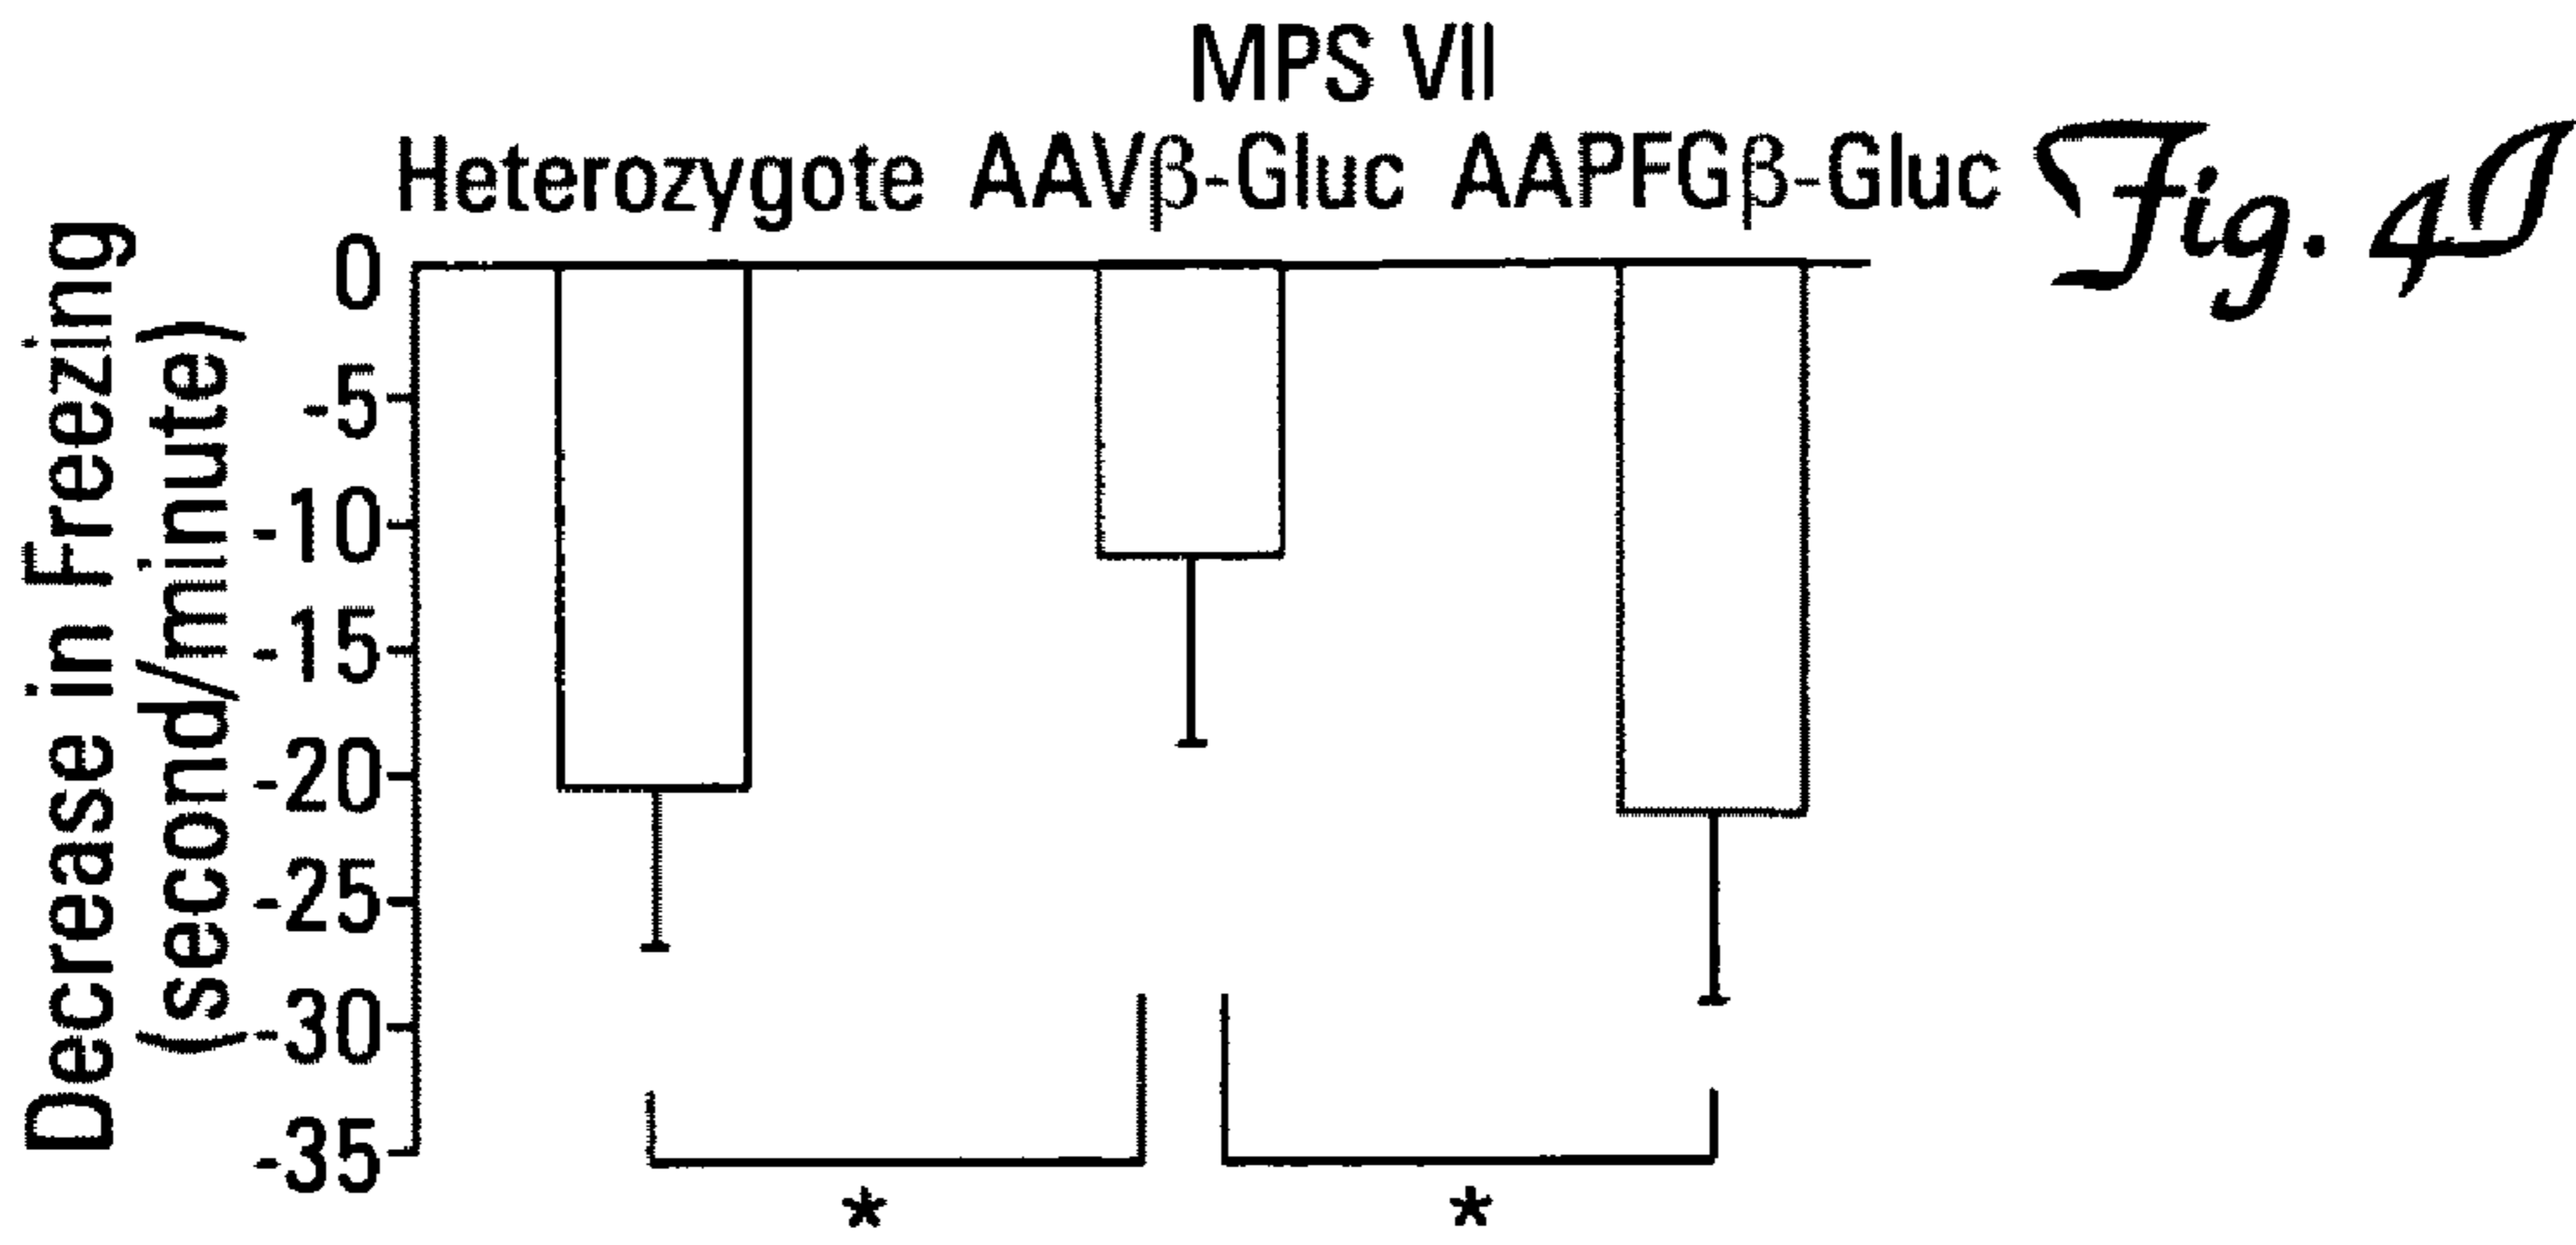 MPS VII
Heterozygote AAVβ-Gluc AAPFGβ-Gluc
Fig. 4D
Decrease in Freezing
(second/minute)
0
-5
-10
-15
-20
-25
-30
-35
* *